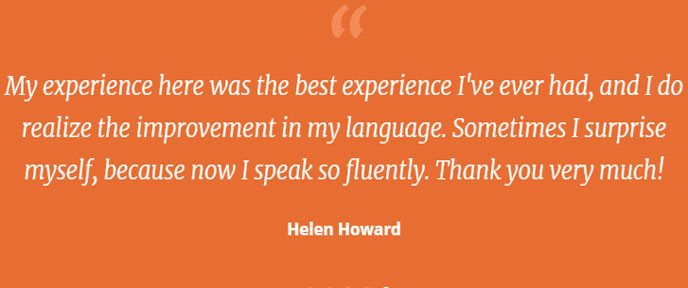 “
My experience here was the best experience I've ever had, and I do
realize the improvement in my language. Sometimes I surprise
myself, because now I speak so fluently. Thank you very much!
Helen Howard